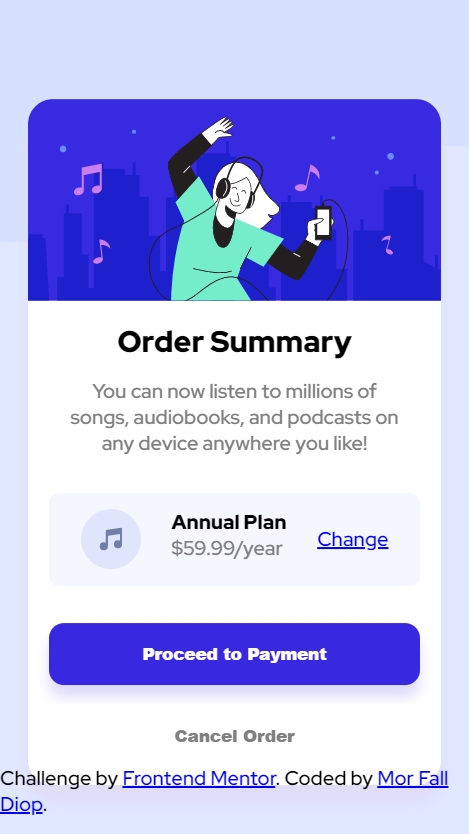 Order Summary
You can now listen to millions of
songs, audiobooks, and podcasts on
any device anywhere you like!
Annual Plan
$59.99/year
Change
Proceed to Payment
Cancel Order
Challenge by Frontend Mentor. Coded by Mor Fall
Diop.